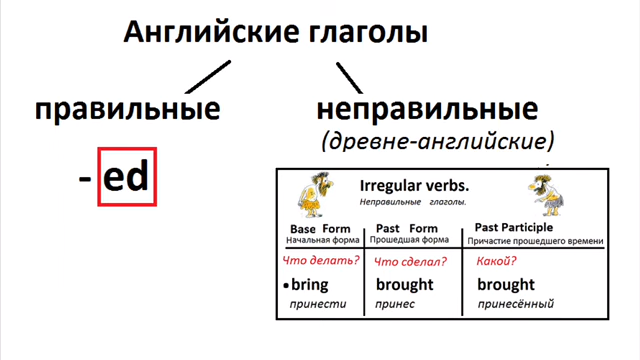 Английские глаголы
правильные
неправильные
(древне-английские)
- ed
Irregular verbs.
Неправильные глаголы.
Base Form
Past Form
Past Participle
Начальная форма
Прошедшая форма
Причастие прошедшего времени
Что делать?
Что сделал?
Какой?
•bring
brought
brought
принести
принес
принесённый